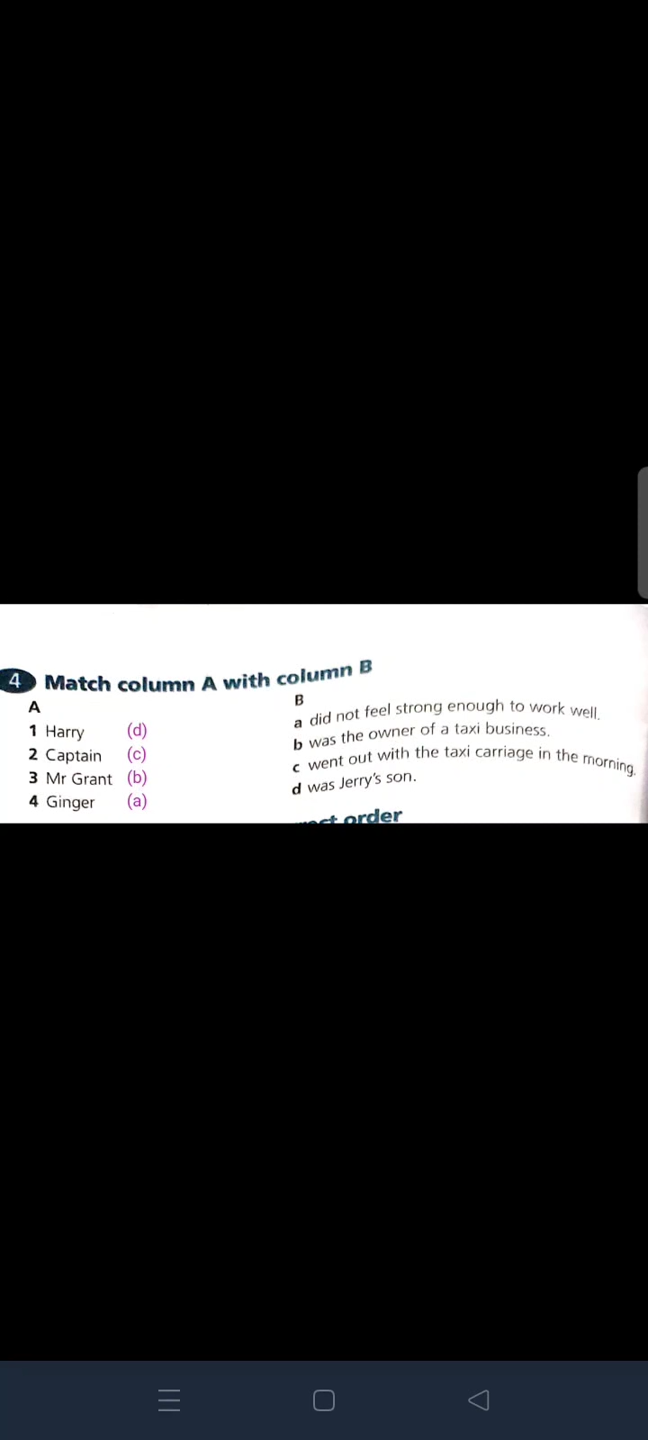 4 Match column A with column B
A
B
1 Harry (d)
a did not feel strong enough to work well.
2 Captain (c)
b was the owner of a taxi business.
3 Mr Grant (b)
c went out with the taxi carriage in the morning.
4 Ginger (a)
d was Jerry's son.
order